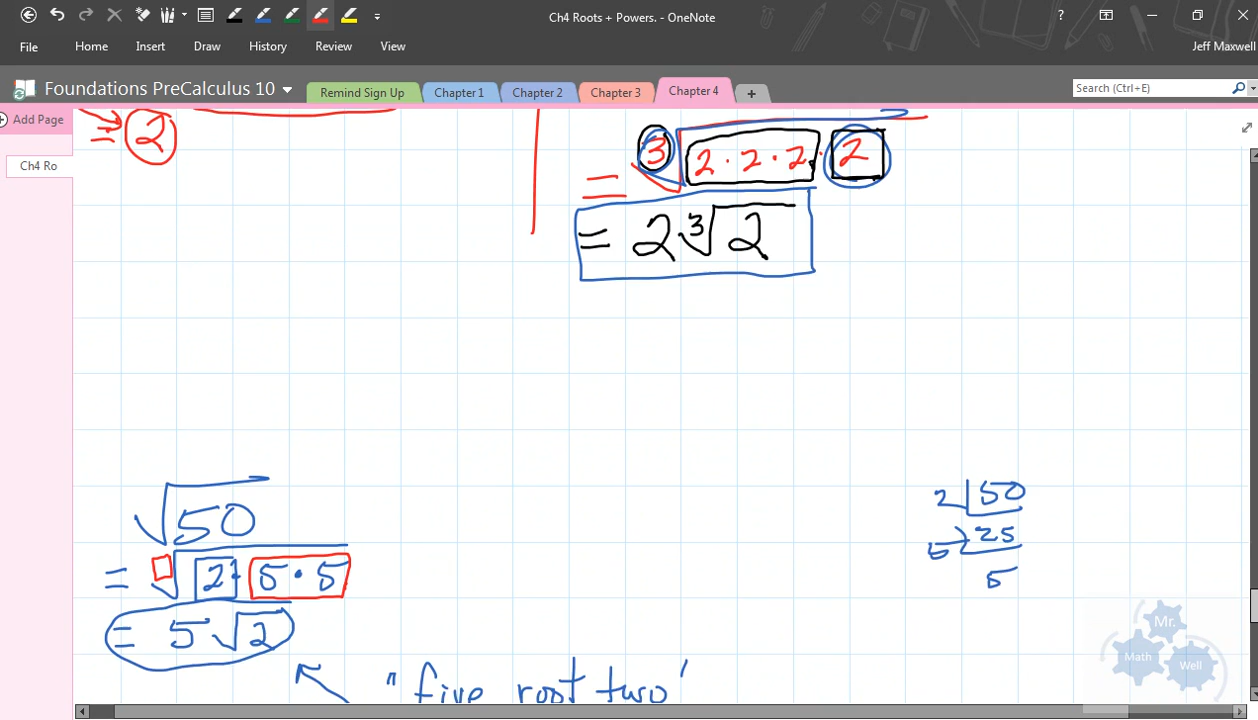 Ch4 Roots + Powers. - OneNote
?
File
Home
Insert
Draw
History
Review
View
Jeff Maxwell
Foundations PreCalculus 10
Remind Sign Up
Chapter 1
Chapter 2
Chapter 3
Chapter 4
Search (Ctrl+E)
Add Page
Ch4 Ro
= 2
= ∛2 · 2 · 2 · 2
= 2 · ∛2
√50
= √2 · 5 · 5
= 5√2
"five root two"
2 50
5 25
5
Mr.
Math
Well